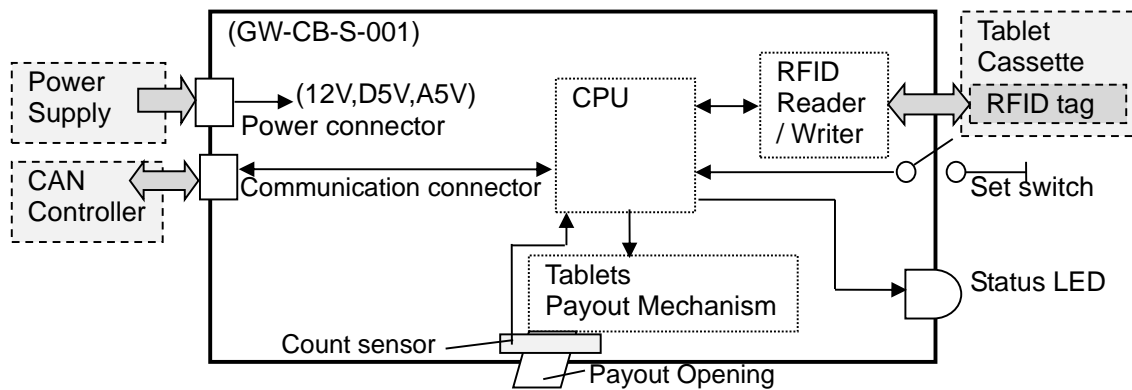 (GW-CB-S-001)
Power
Supply
(12V,D5V,A5V)
Power connector
CAN
Controller
Communication connector
CPU
RFID
Reader
/ Writer
Tablet
Cassette
RFID tag
Set switch
Tablets
Payout Mechanism
Status LED
Count sensor
Payout Opening